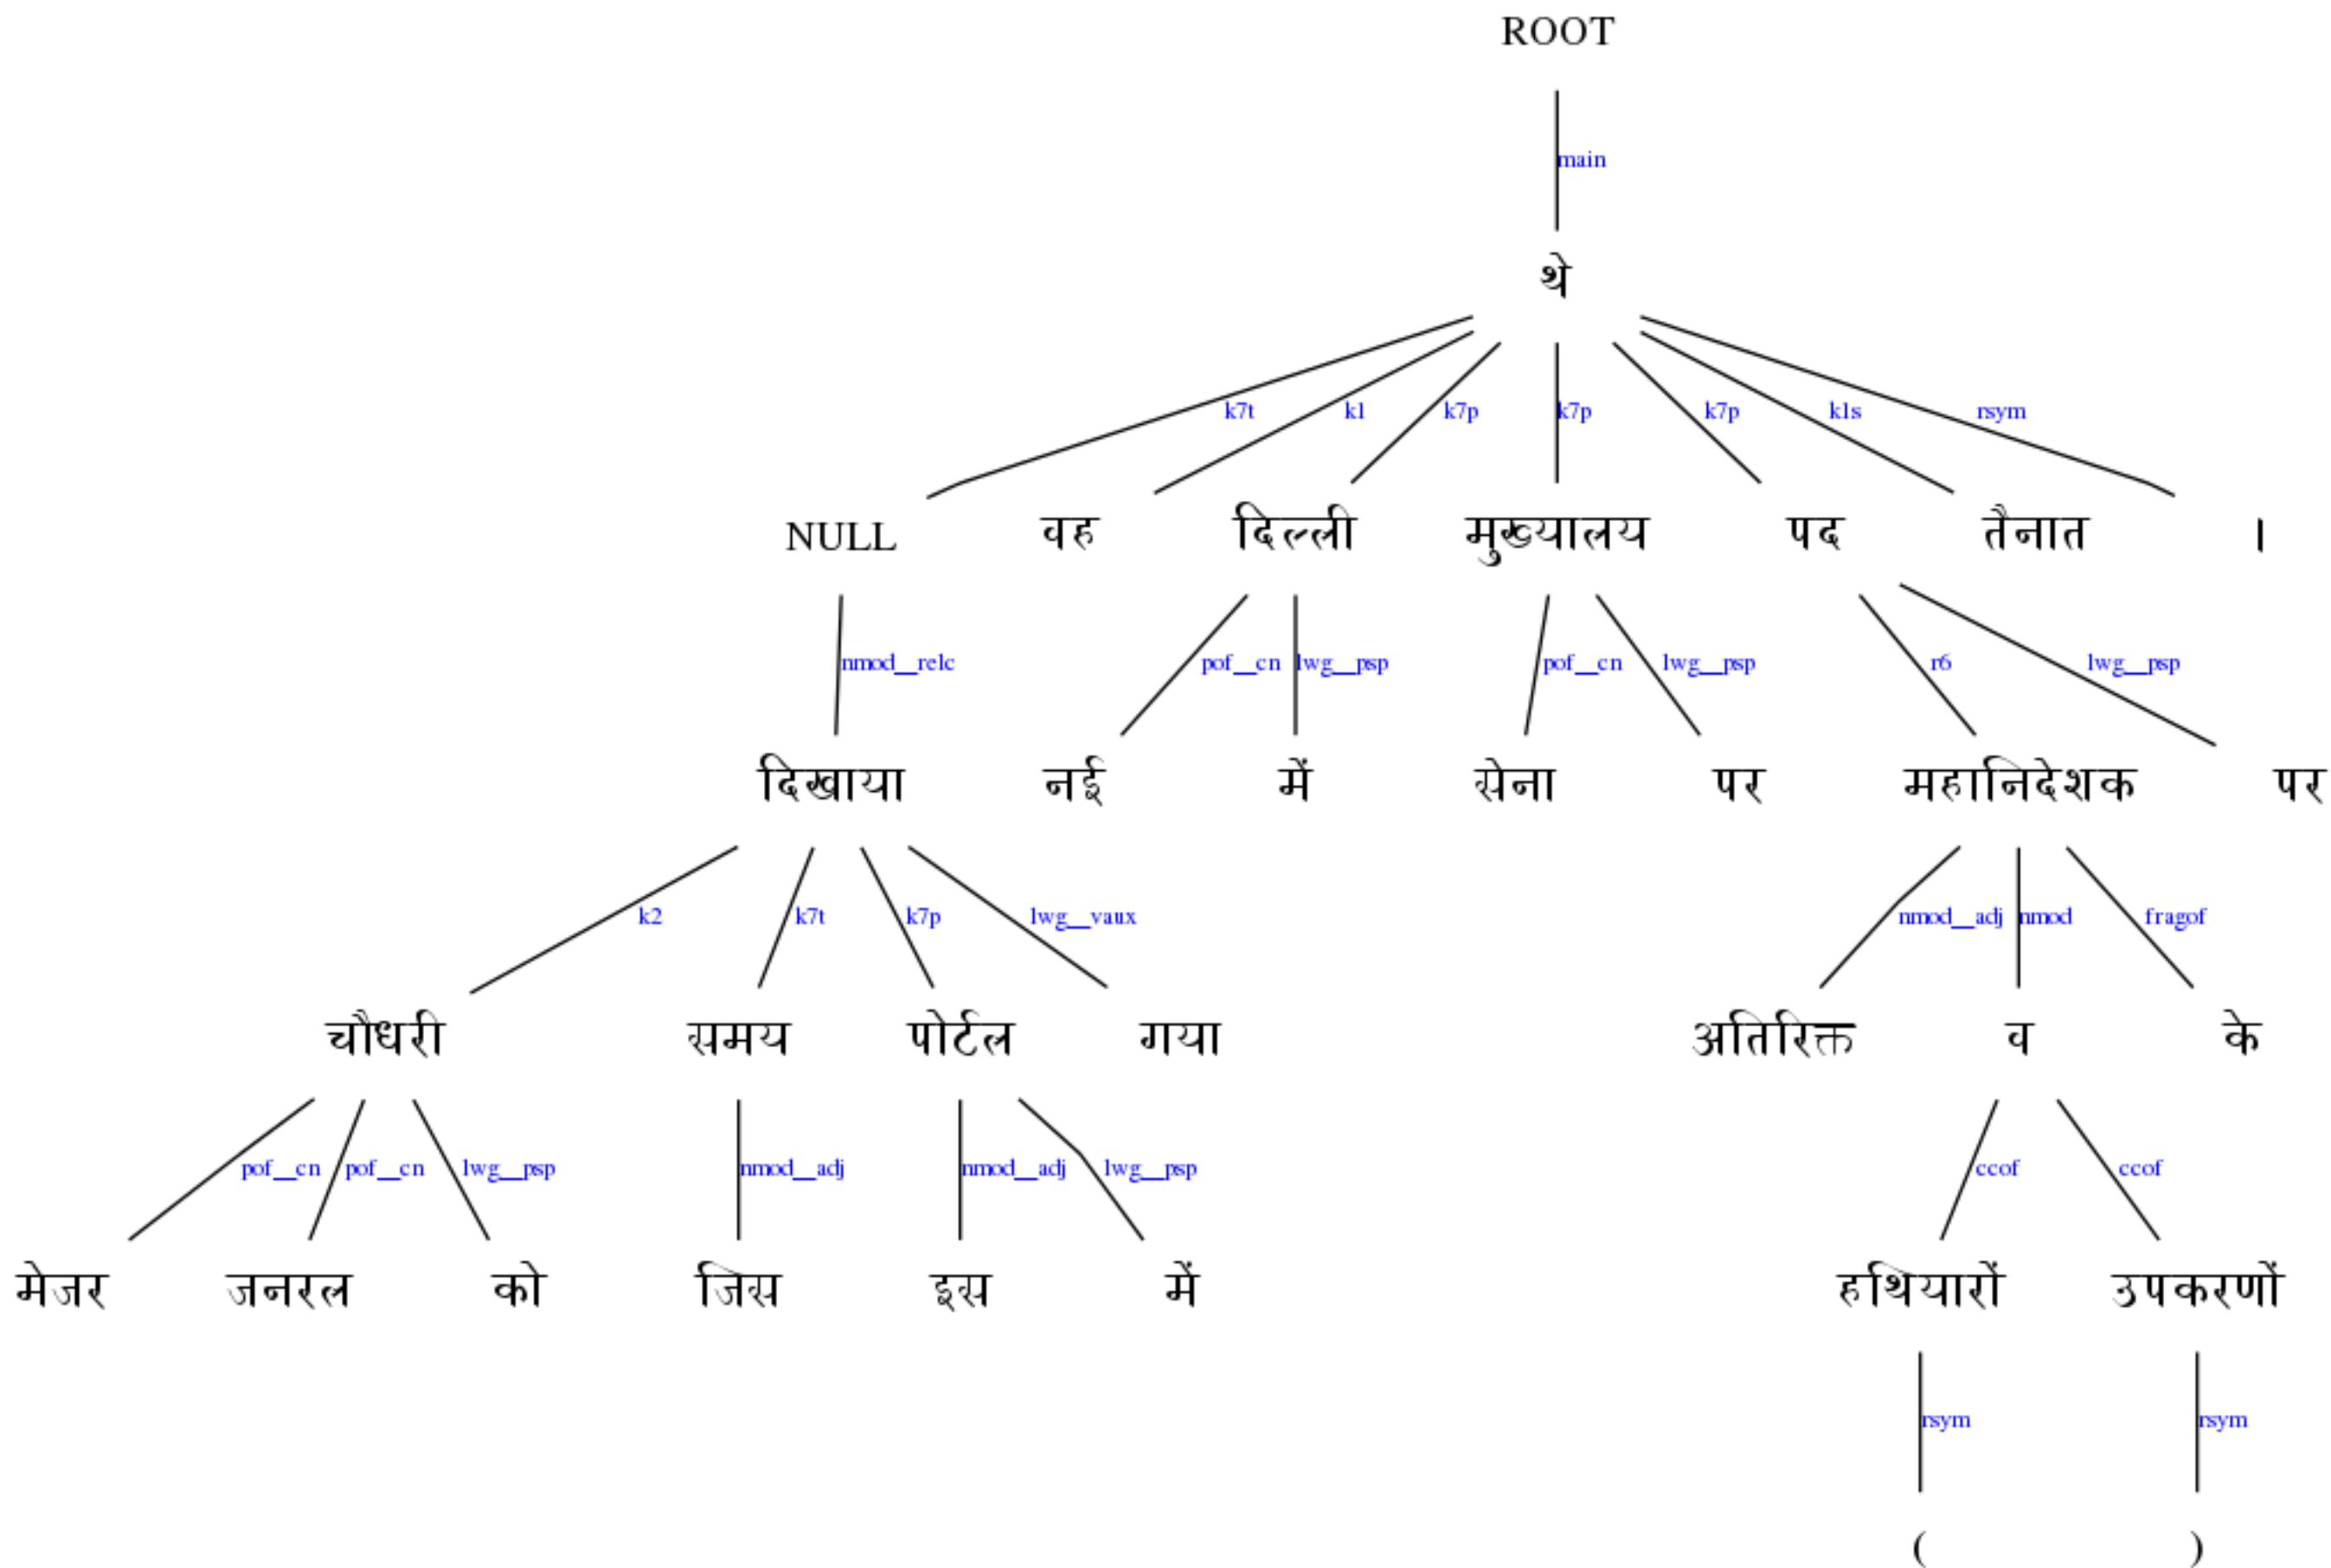 ROOT
main
थे
k7t k1 k7p k7p k7p k1s rsym
NULL वह दिल्ली मुख्यालय पद तैनात ।
nmod__relc pof__cn lwg__psp pof__cn lwg__psp r6 lwg__psp
दिखाया नई में सेना पर महानिदेशक पर
k2 k7t k7p lwg__vaux nmod__adj nmod fragof
चौधरी समय पोर्टल गया अतिरिक्त व के
pof__cn pof__cn lwg__psp nmod__adj nmod__adj lwg__psp ccof ccof
मेजर जनरल को जिस इस में हथियारों उपकरणों
rsym rsym
( )